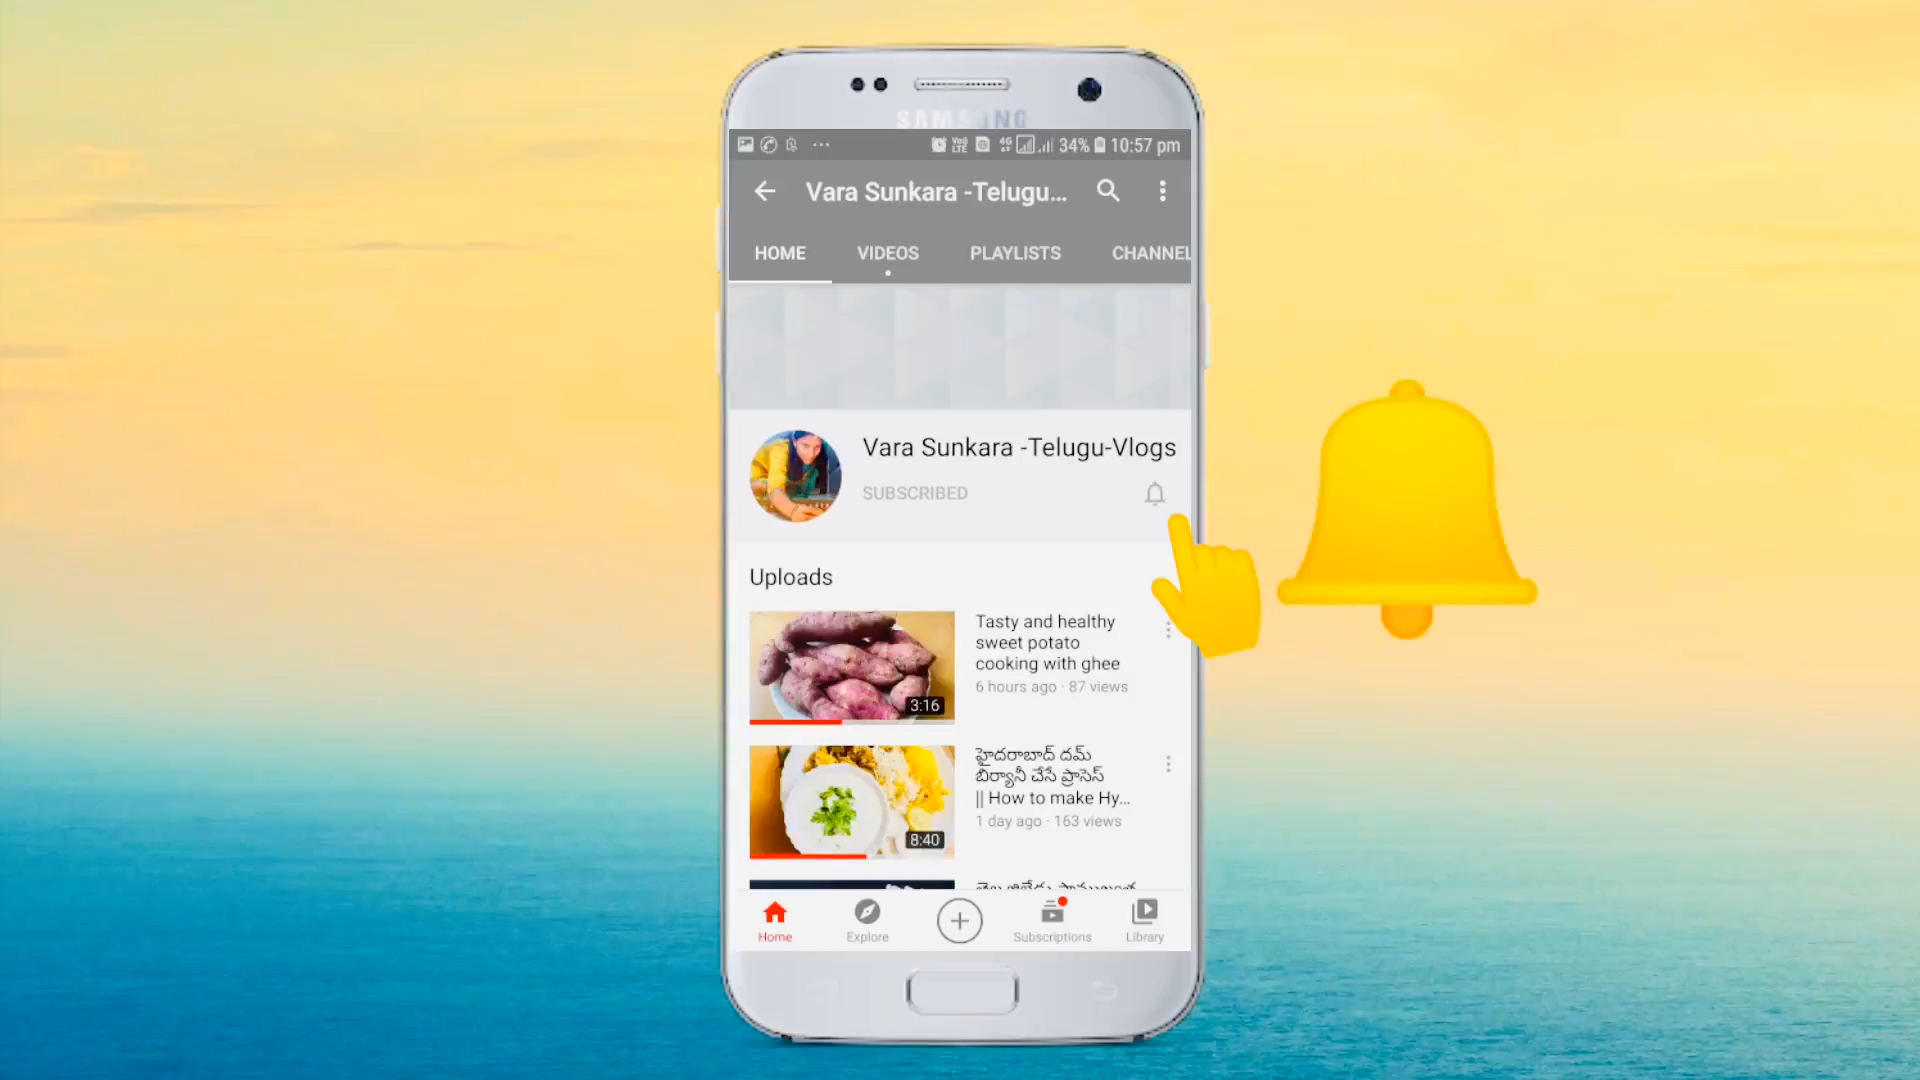 SAMSUNG
34% 10:57 pm
Vara Sunkara -Telugu...
HOME VIDEOS PLAYLISTS CHANNEL
Vara Sunkara -Telugu-Vlogs
SUBSCRIBED
Uploads
Tasty and healthy
sweet potato
cooking with ghee
6 hours ago · 87 views
3:16
హైదరాబాద్ దమ్
బిర్యానీ చేసే ప్రాసెస్
|| How to make Hy...
1 day ago · 163 views
8:40
Home Explore Subscriptions Library